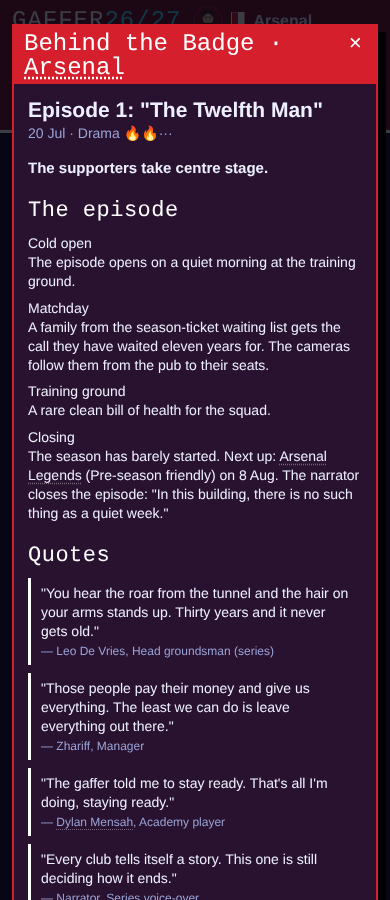 GAFFER26/27 Arsenal
Behind the Badge ·
Arsenal
×
Episode 1: "The Twelfth Man"
20 Jul · Drama 🔥🔥···
The supporters take centre stage.
The episode
Cold open
The episode opens on a quiet morning at the training
ground.
Matchday
A family from the season-ticket waiting list gets the
call they have waited eleven years for. The cameras
follow them from the pub to their seats.
Training ground
A rare clean bill of health for the squad.
Closing
The season has barely started. Next up: Arsenal
Legends (Pre-season friendly) on 8 Aug. The narrator
closes the episode: "In this building, there is no such
thing as a quiet week."
Quotes
"You hear the roar from the tunnel and the hair on
your arms stands up. Thirty years and it never
gets old."
— Leo De Vries, Head groundsman (series)
"Those people pay their money and give us
everything. The least we can do is leave
everything out there."
— Zhariff, Manager
"The gaffer told me to stay ready. That's all I'm
doing, staying ready."
— Dylan Mensah, Academy player
"Every club tells itself a story. This one is still
deciding how it ends."
— Narrator, Series voice-over